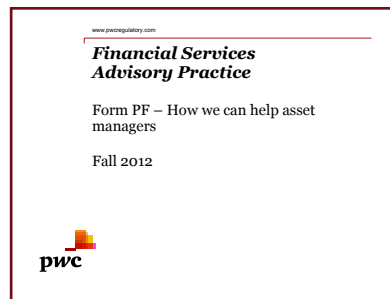 www.pwcregulatory.com
Financial Services
Advisory Practice
Form PF – How we can help asset
managers
Fall 2012
pwc